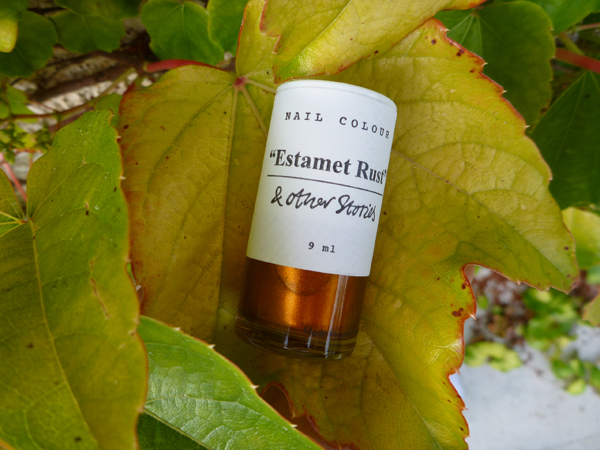 NAIL COLOUR
“Estamet Rust”
& other Stories
9 ml